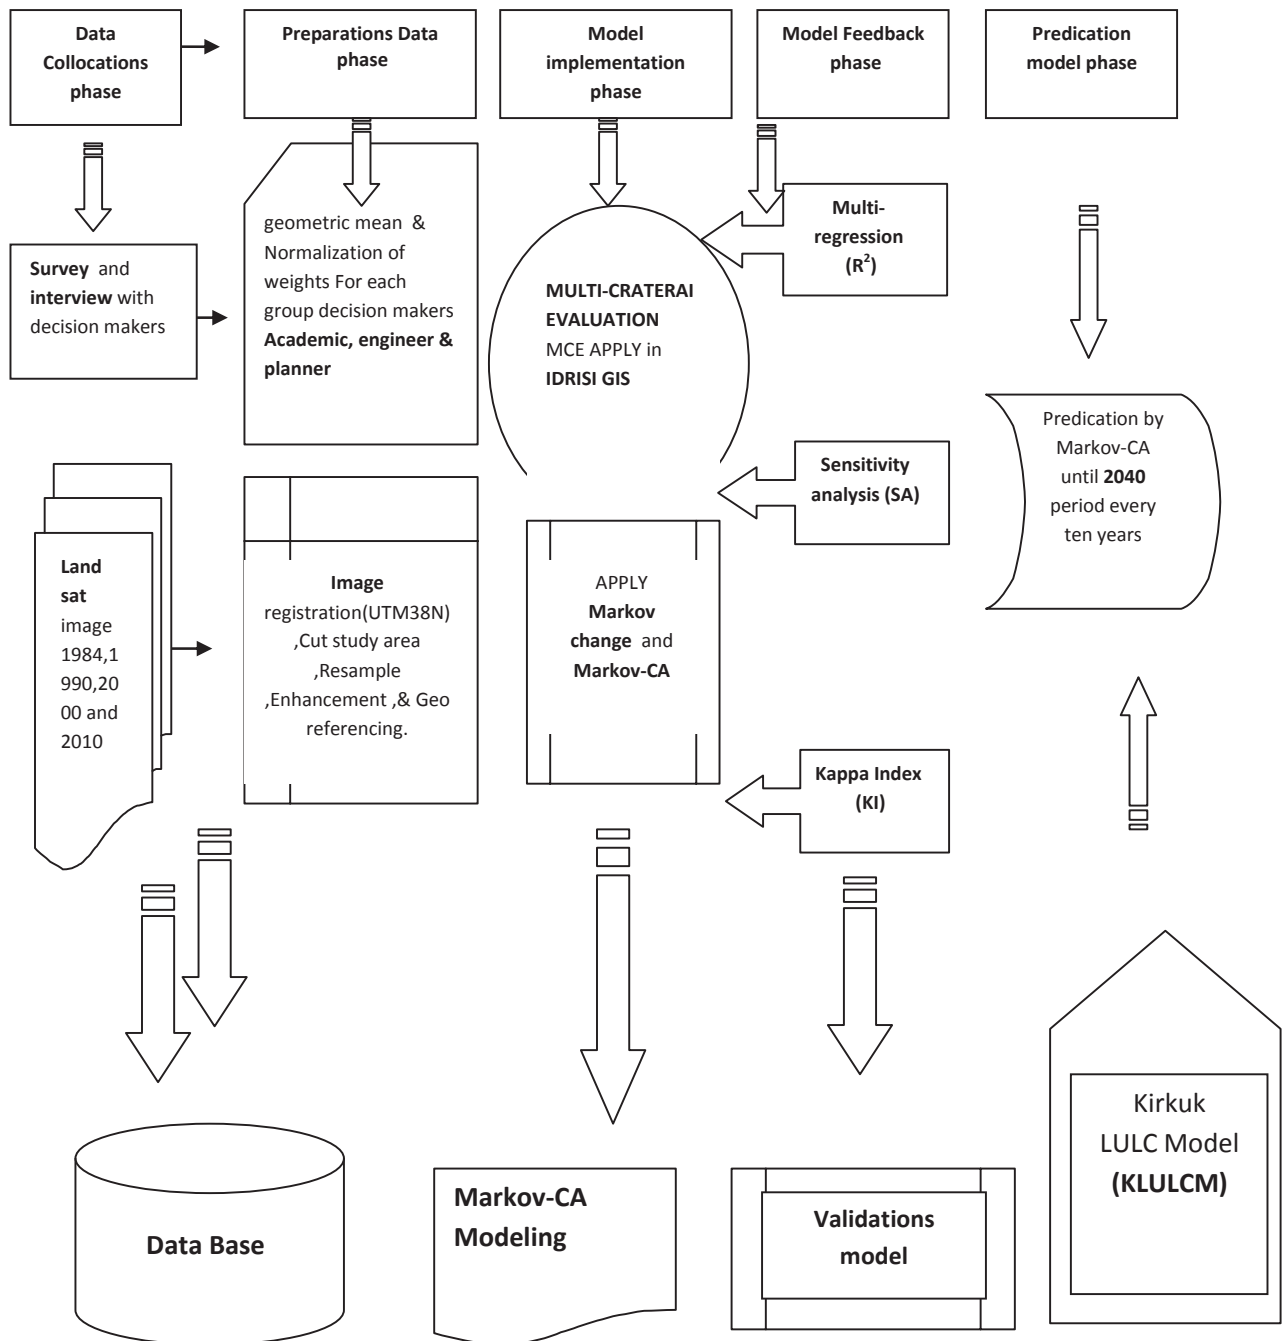 Data
Collocations
phase
Preparations Data
phase
Model
implementation
phase
Model Feedback
phase
Predication
model phase
Survey and
interview with
decision makers
geometric mean &
Normalization of
weights For each
group decision makers
Academic, engineer &
planner
MULTI-CRATERAI
EVALUATION
MCE APPLY in
IDRISI GIS
Multi-
regression
(R²)
Sensitivity
analysis (SA)
Predication by
Markov-CA
until 2040
period every
ten years
Land
sat
image
1984,1
990,20
00 and
2010
Image
registration(UTM38N)
,Cut study area
,Resample
,Enhancement ,& Geo
referencing.
APPLY
Markov
change and
Markov-CA
Kappa Index
(KI)
Kirkuk
LULC Model
(KLULCM)
Data Base
Markov-CA
Modeling
Validations
model